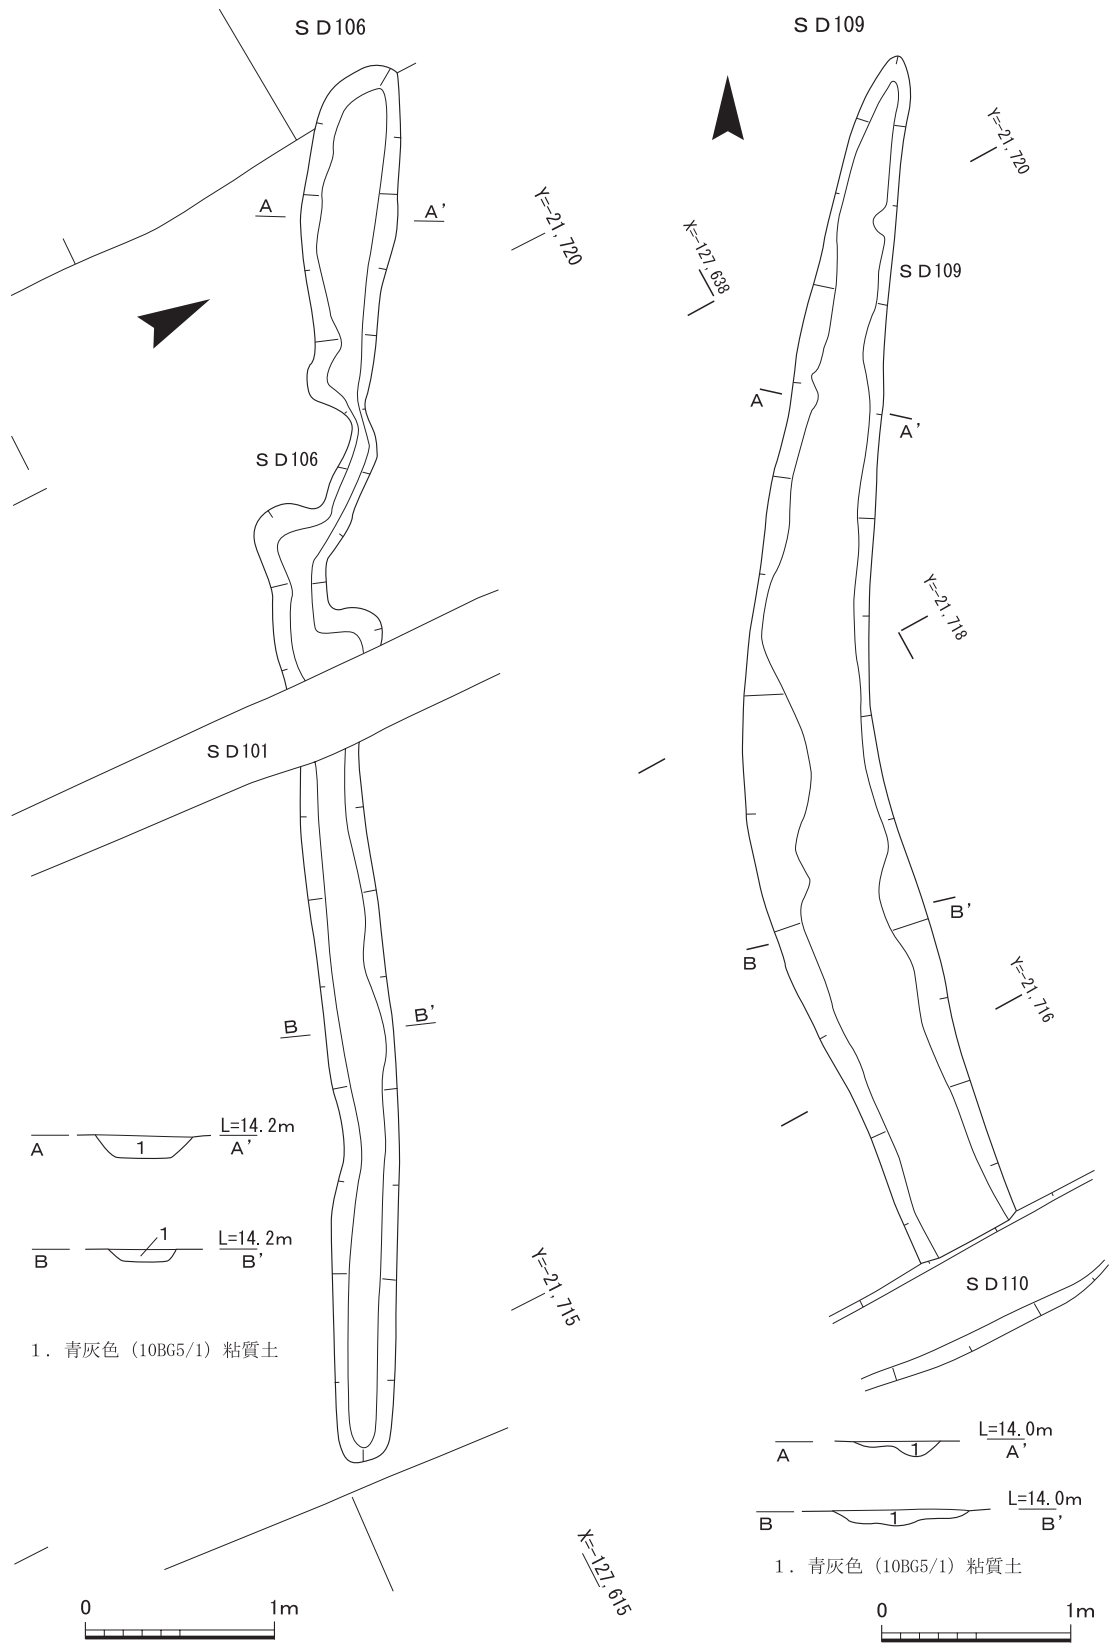 SD106
A
A'
Y=-21,720
SD106
SD101
B
B'
L=14.2m
A
1
A'
L=14.2m
B
1
B'
1. 青灰色 (10BG5/1) 粘質土
Y=-21,715
X=-127,615
0
1m
SD109
Y=-21,720
X=-127,638
SD109
A
A'
Y=-21,718
B
B'
Y=-21,716
SD110
L=14.0m
A
1
A'
L=14.0m
B
1
B'
1. 青灰色 (10BG5/1) 粘質土
0
1m